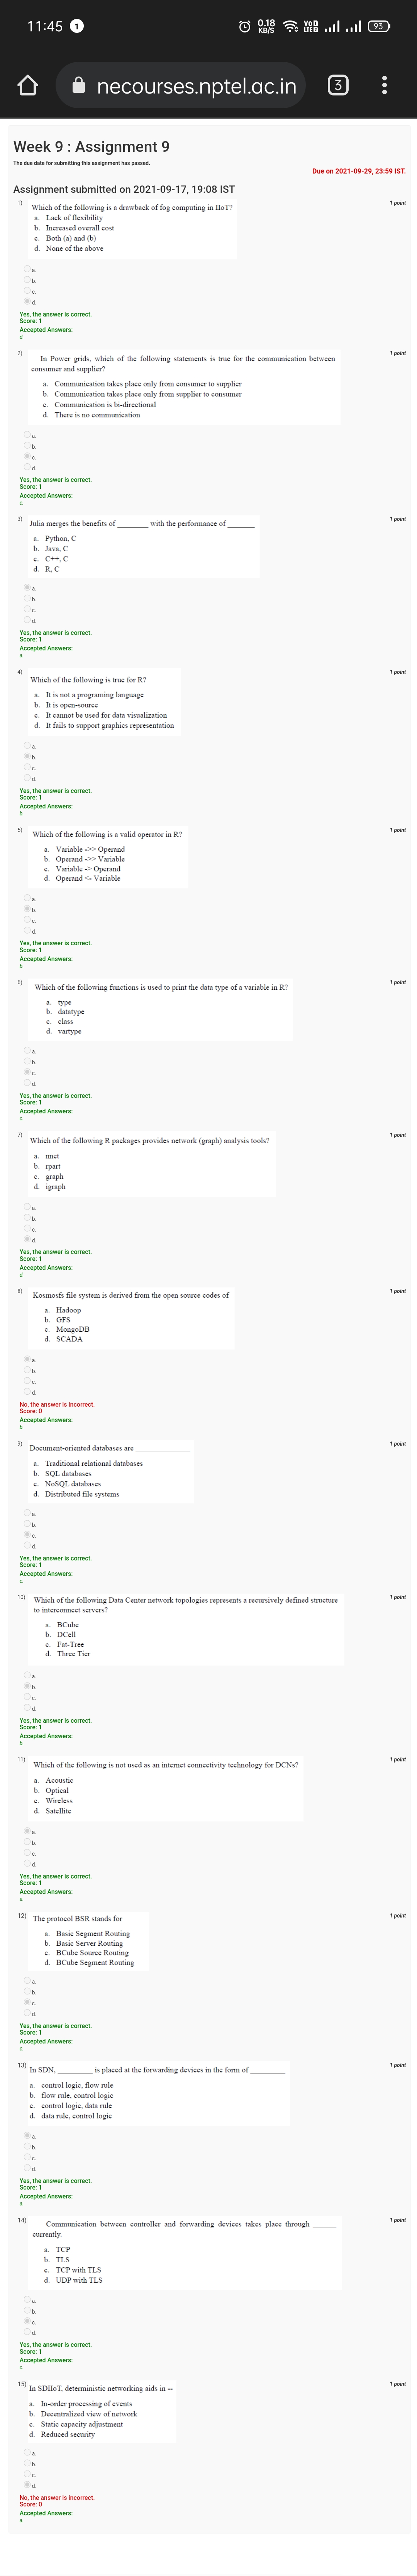 11:45 1 0.18 KB/S VoD LTE2 93
necourses.nptel.ac.in 3
Week 9 : Assignment 9
The due date for submitting this assignment has passed.
Due on 2021-09-29, 23:59 IST.
Assignment submitted on 2021-09-17, 19:08 IST
1) Which of the following is a drawback of fog computing in IIoT? 1 point
a. Lack of flexibility
b. Increased overall cost
c. Both (a) and (b)
d. None of the above
a.
b.
c.
d.
Yes, the answer is correct.
Score: 1
Accepted Answers:
d.
2) In Power grids, which of the following statements is true for the communication between 1 point
consumer and supplier?
a. Communication takes place only from consumer to supplier
b. Communication takes place only from supplier to consumer
c. Communication is bi-directional
d. There is no communication
a.
b.
c.
d.
Yes, the answer is correct.
Score: 1
Accepted Answers:
c.
3) Julia merges the benefits of ________ with the performance of _______ 1 point
a. Python, C
b. Java, C
c. C++, C
d. R, C
a.
b.
c.
d.
Yes, the answer is correct.
Score: 1
Accepted Answers:
a.
4) Which of the following is true for R? 1 point
a. It is not a programing language
b. It is open-source
c. It cannot be used for data visualization
d. It fails to support graphics representation
a.
b.
c.
d.
Yes, the answer is correct.
Score: 1
Accepted Answers:
b.
5) Which of the following is a valid operator in R? 1 point
a. Variable ->> Operand
b. Operand ->> Variable
c. Variable -> Operand
d. Operand <- Variable
a.
b.
c.
d.
Yes, the answer is correct.
Score: 1
Accepted Answers:
b.
6) Which of the following functions is used to print the data type of a variable in R? 1 point
a. type
b. datatype
c. class
d. vartype
a.
b.
c.
d.
Yes, the answer is correct.
Score: 1
Accepted Answers:
c.
7) Which of the following R packages provides network (graph) analysis tools? 1 point
a. nnet
b. rpart
c. graph
d. igraph
a.
b.
c.
d.
Yes, the answer is correct.
Score: 1
Accepted Answers:
d.
8) Kosmosfs file system is derived from the open source codes of 1 point
a. Hadoop
b. GFS
c. MongoDB
d. SCADA
a.
b.
c.
d.
No, the answer is incorrect.
Score: 0
Accepted Answers:
b.
9) Document-oriented databases are ______________ 1 point
a. Traditional relational databases
b. SQL databases
c. NoSQL databases
d. Distributed file systems
a.
b.
c.
d.
Yes, the answer is correct.
Score: 1
Accepted Answers:
c.
10) Which of the following Data Center network topologies represents a recursively defined structure 1 point
to interconnect servers?
a. BCube
b. DCell
c. Fat-Tree
d. Three Tier
a.
b.
c.
d.
Yes, the answer is correct.
Score: 1
Accepted Answers:
b.
11) Which of the following is not used as an internet connectivity technology for DCNs? 1 point
a. Acoustic
b. Optical
c. Wireless
d. Satellite
a.
b.
c.
d.
Yes, the answer is correct.
Score: 1
Accepted Answers:
a.
12) The protocol BSR stands for 1 point
a. Basic Segment Routing
b. Basic Server Routing
c. BCube Source Routing
d. BCube Segment Routing
a.
b.
c.
d.
Yes, the answer is correct.
Score: 1
Accepted Answers:
c.
13) In SDN, _________ is placed at the forwarding devices in the form of _________ 1 point
a. control logic, flow rule
b. flow rule, control logic
c. control logic, data rule
d. data rule, control logic
a.
b.
c.
d.
Yes, the answer is correct.
Score: 1
Accepted Answers:
a.
14) Communication between controller and forwarding devices takes place through ______ 1 point
currently.
a. TCP
b. TLS
c. TCP with TLS
d. UDP with TLS
a.
b.
c.
d.
Yes, the answer is correct.
Score: 1
Accepted Answers:
c.
15) In SDIIoT, deterministic networking aids in -- 1 point
a. In-order processing of events
b. Decentralized view of network
c. Static capacity adjustment
d. Reduced security
a.
b.
c.
d.
No, the answer is incorrect.
Score: 0
Accepted Answers:
a.